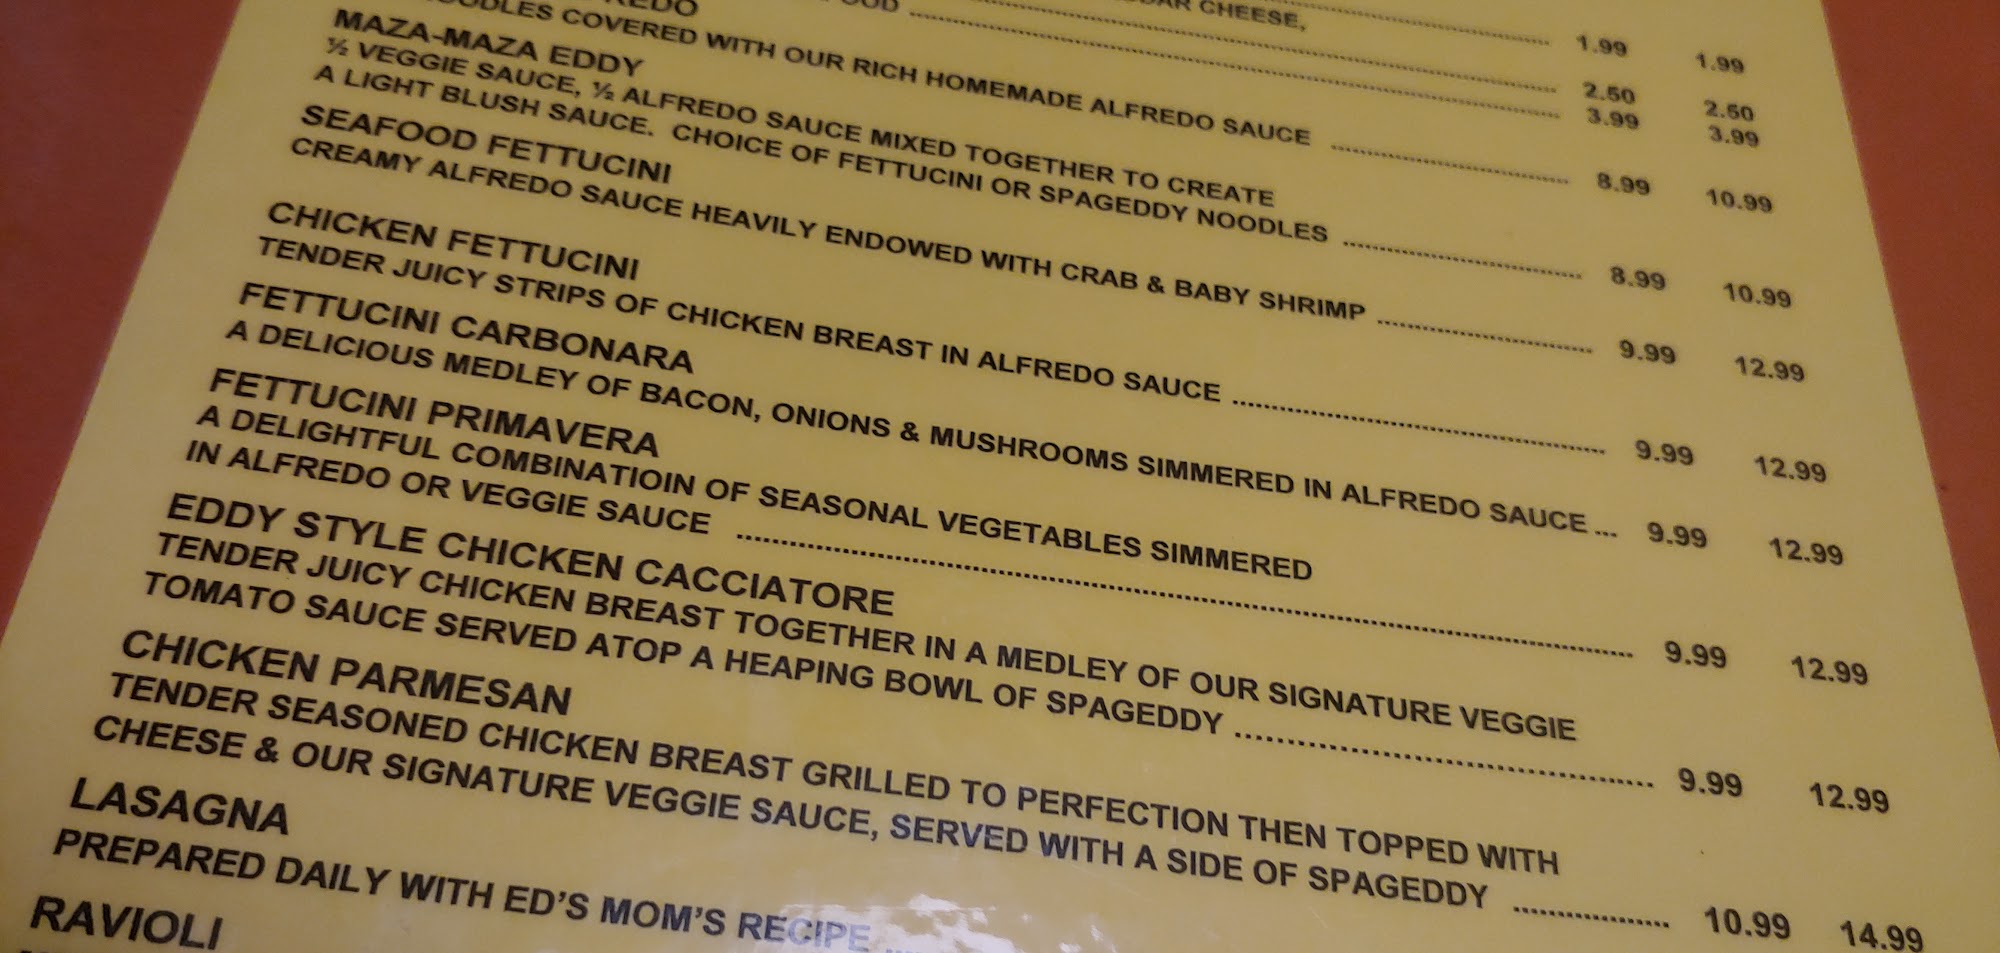 CHEESE,
1.99 1.99
2.50 2.50
3.99 3.99
NOODLES COVERED WITH OUR RICH HOMEMADE ALFREDO SAUCE 8.99 10.99
MAZA-MAZA EDDY
½ VEGGIE SAUCE, ½ ALFREDO SAUCE MIXED TOGETHER TO CREATE
A LIGHT BLUSH SAUCE. CHOICE OF FETTUCINI OR SPAGEDDY NOODLES 8.99 10.99
SEAFOOD FETTUCINI
CREAMY ALFREDO SAUCE HEAVILY ENDOWED WITH CRAB & BABY SHRIMP 9.99 12.99
CHICKEN FETTUCINI
TENDER JUICY STRIPS OF CHICKEN BREAST IN ALFREDO SAUCE 9.99 12.99
FETTUCINI CARBONARA
A DELICIOUS MEDLEY OF BACON, ONIONS & MUSHROOMS SIMMERED IN ALFREDO SAUCE ... 9.99 12.99
FETTUCINI PRIMAVERA
A DELIGHTFUL COMBINATIOIN OF SEASONAL VEGETABLES SIMMERED
IN ALFREDO OR VEGGIE SAUCE 9.99 12.99
EDDY STYLE CHICKEN CACCIATORE
TENDER JUICY CHICKEN BREAST TOGETHER IN A MEDLEY OF OUR SIGNATURE VEGGIE
TOMATO SAUCE SERVED ATOP A HEAPING BOWL OF SPAGEDDY 9.99 12.99
CHICKEN PARMESAN
TENDER SEASONED CHICKEN BREAST GRILLED TO PERFECTION THEN TOPPED WITH
CHEESE & OUR SIGNATURE VEGGIE SAUCE, SERVED WITH A SIDE OF SPAGEDDY 10.99 14.99
LASAGNA
PREPARED DAILY WITH ED'S MOM'S RECIPE
RAVIOLI